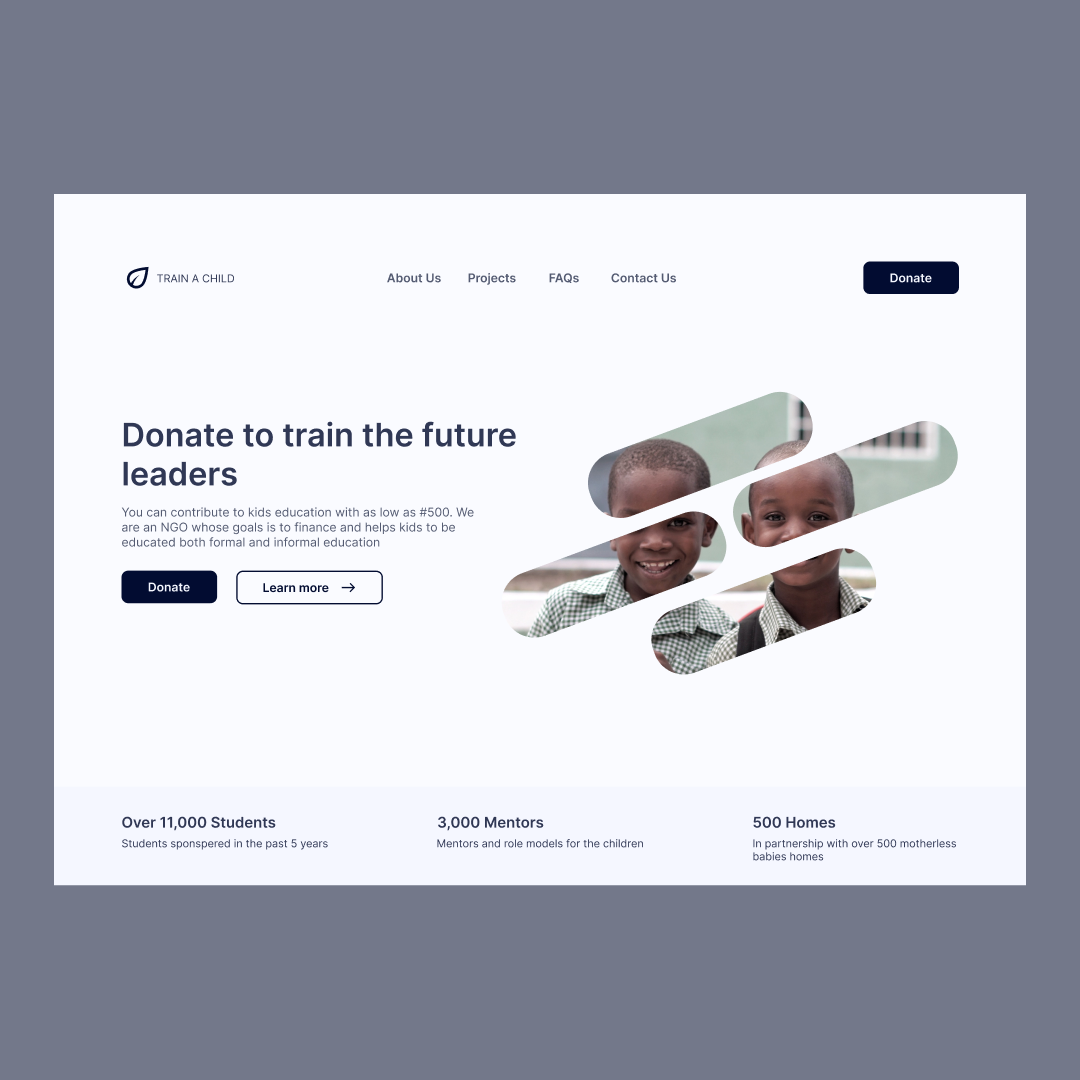 TRAIN A CHILD
About Us
Projects
FAQs
Contact Us
Donate
Donate to train the future
leaders
You can contribute to kids education with as low as #500. We
are an NGO whose goals is to finance and helps kids to be
educated both formal and informal education
Donate
Learn more
Over 11,000 Students
Students sponspered in the past 5 years
3,000 Mentors
Mentors and role models for the children
500 Homes
In partnership with over 500 motherless
babies homes